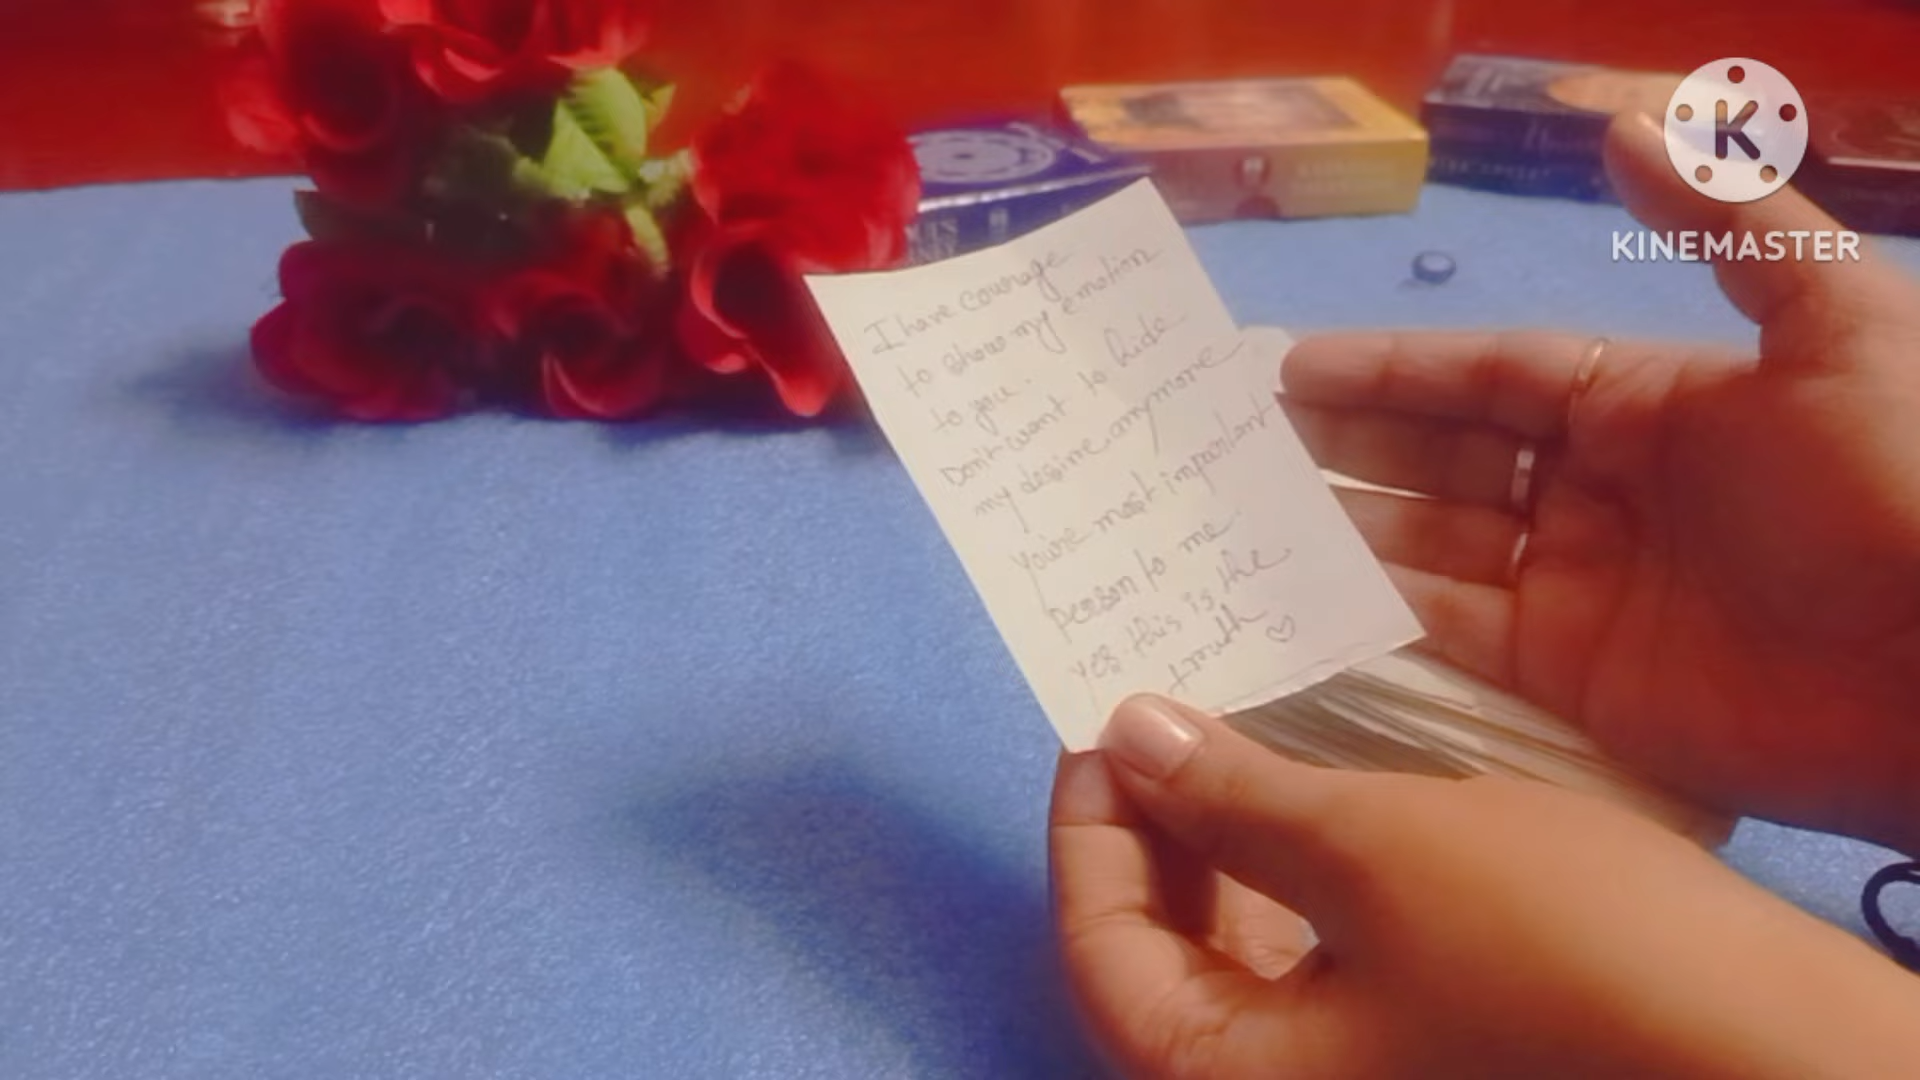 I have courage
to show my emotion
to you.
Don't want to hide
my desire anymore
You're most important
person to me.
Yes. this is the
truth ♡
K
KINEMASTER